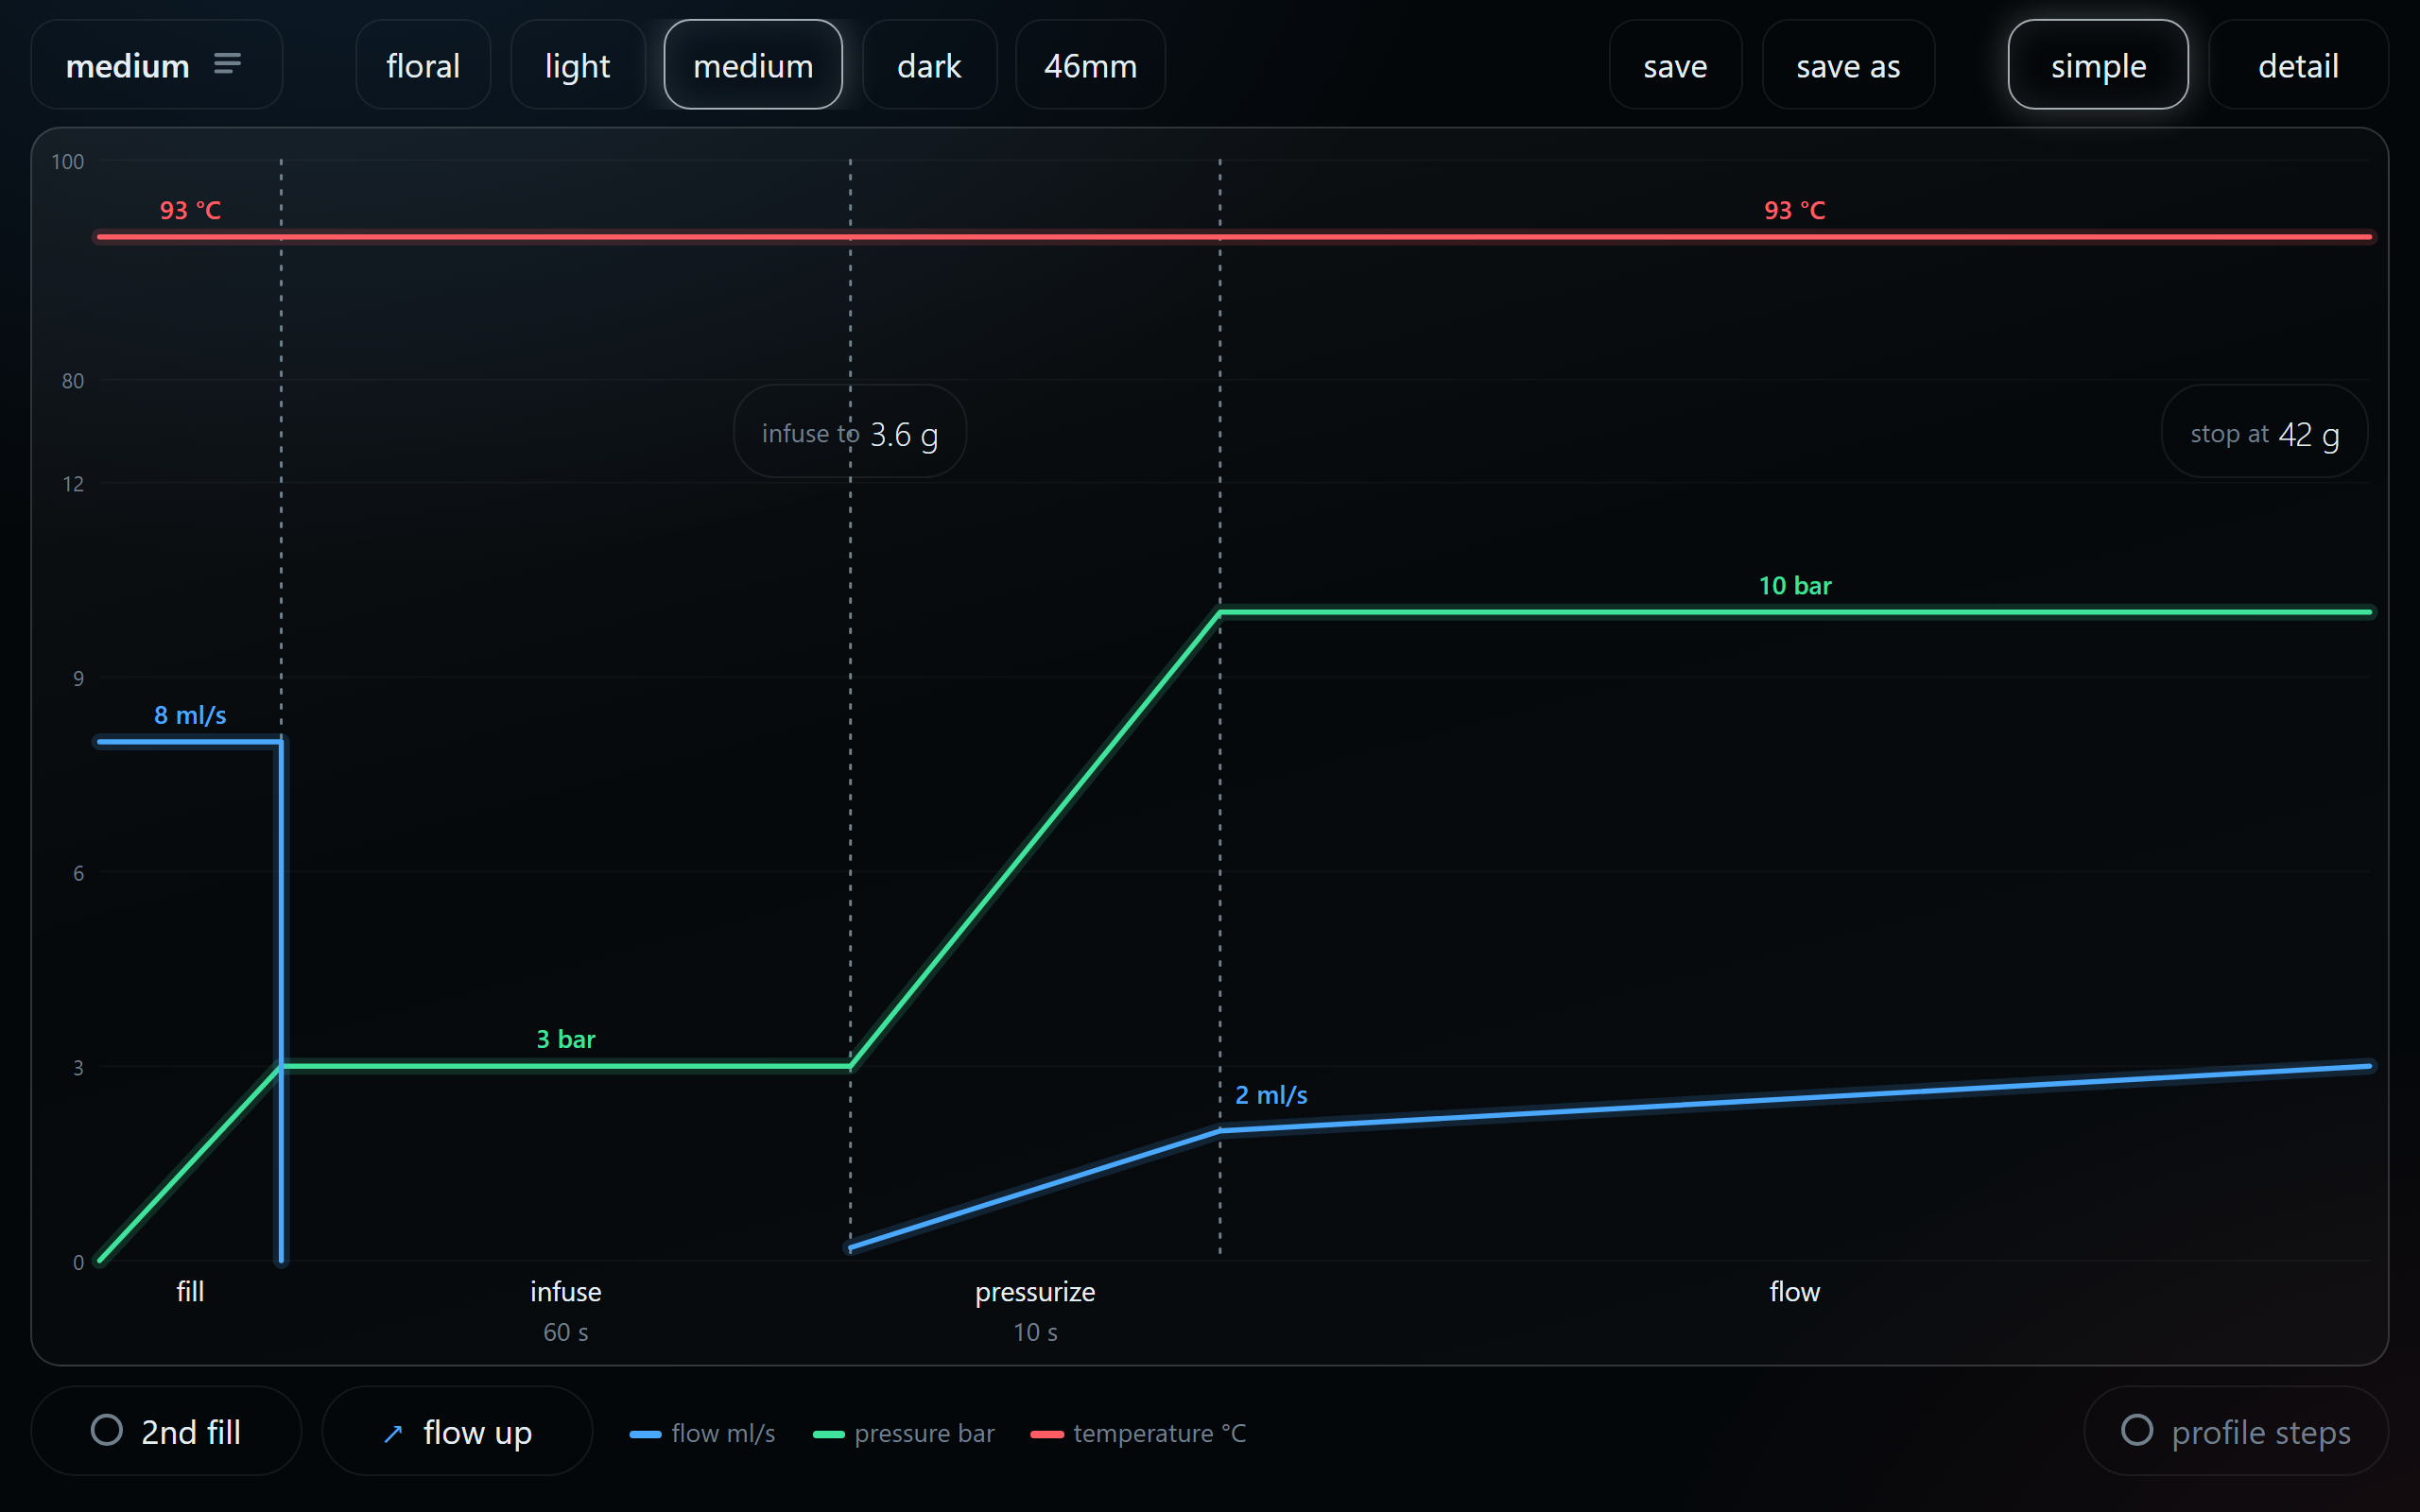 medium
floral
light
medium
dark
46mm
save
save as
simple
detail
100
93 °C
93 °C
80
infuse to 3.6 g
stop at 42 g
12
10 bar
9
8 ml/s
6
3 bar
3
2 ml/s
0
fill
infuse
pressurize
flow
60 s
10 s
2nd fill
↗ flow up
flow ml/s
pressure bar
temperature °C
profile steps